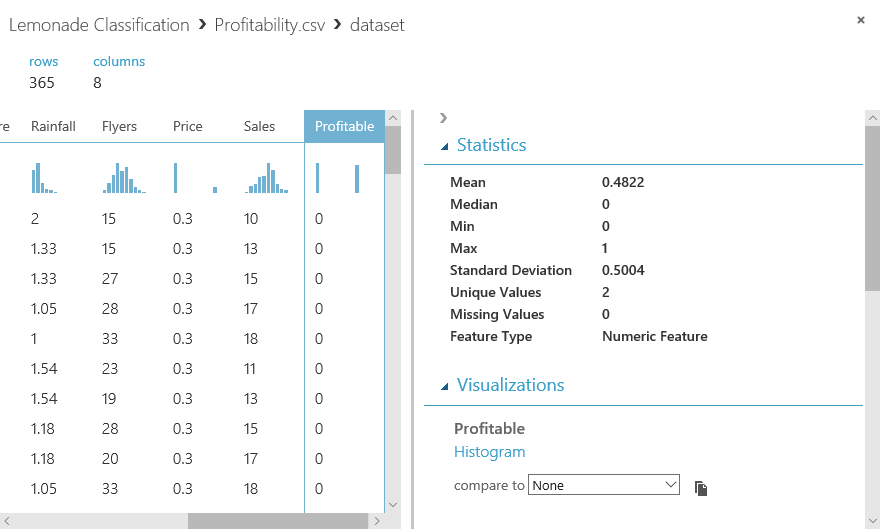 Lemonade Classification > Profitability.csv > dataset
rows columns
365 8
re Rainfall Flyers Price Sales Profitable
2 15 0.3 10 0
1.33 15 0.3 13 0
1.33 27 0.3 15 0
1.05 28 0.3 17 0
1 33 0.3 18 0
1.54 23 0.3 11 0
1.54 19 0.3 13 0
1.18 28 0.3 15 0
1.18 20 0.3 17 0
1.05 33 0.3 18 0
Statistics
Mean 0.4822
Median 0
Min 0
Max 1
Standard Deviation 0.5004
Unique Values 2
Missing Values 0
Feature Type Numeric Feature
Visualizations
Profitable
Histogram
compare to None